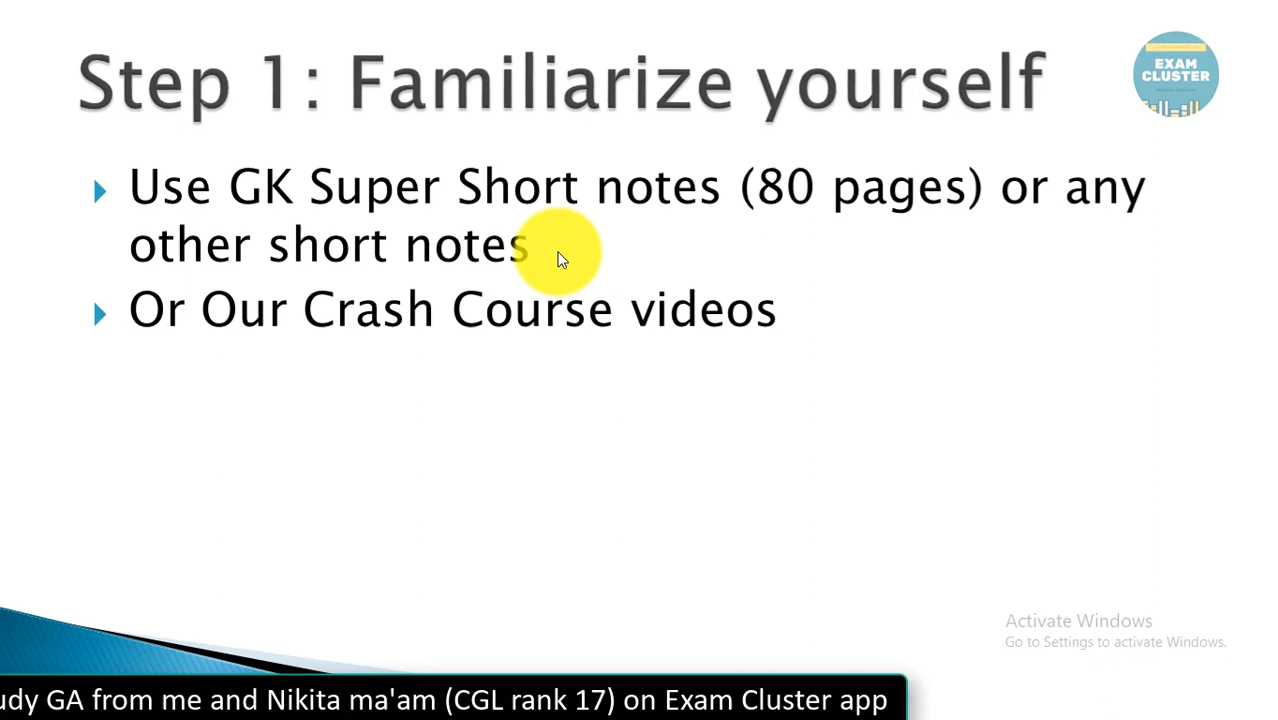 Step 1: Familiarize yourself
EXAM
CLUSTER
Use GK Super Short notes (80 pages) or any
other short notes
Or Our Crash Course videos
Activate Windows
Go to Settings to activate Windows.
udy GA from me and Nikita ma'am (CGL rank 17) on Exam Cluster app